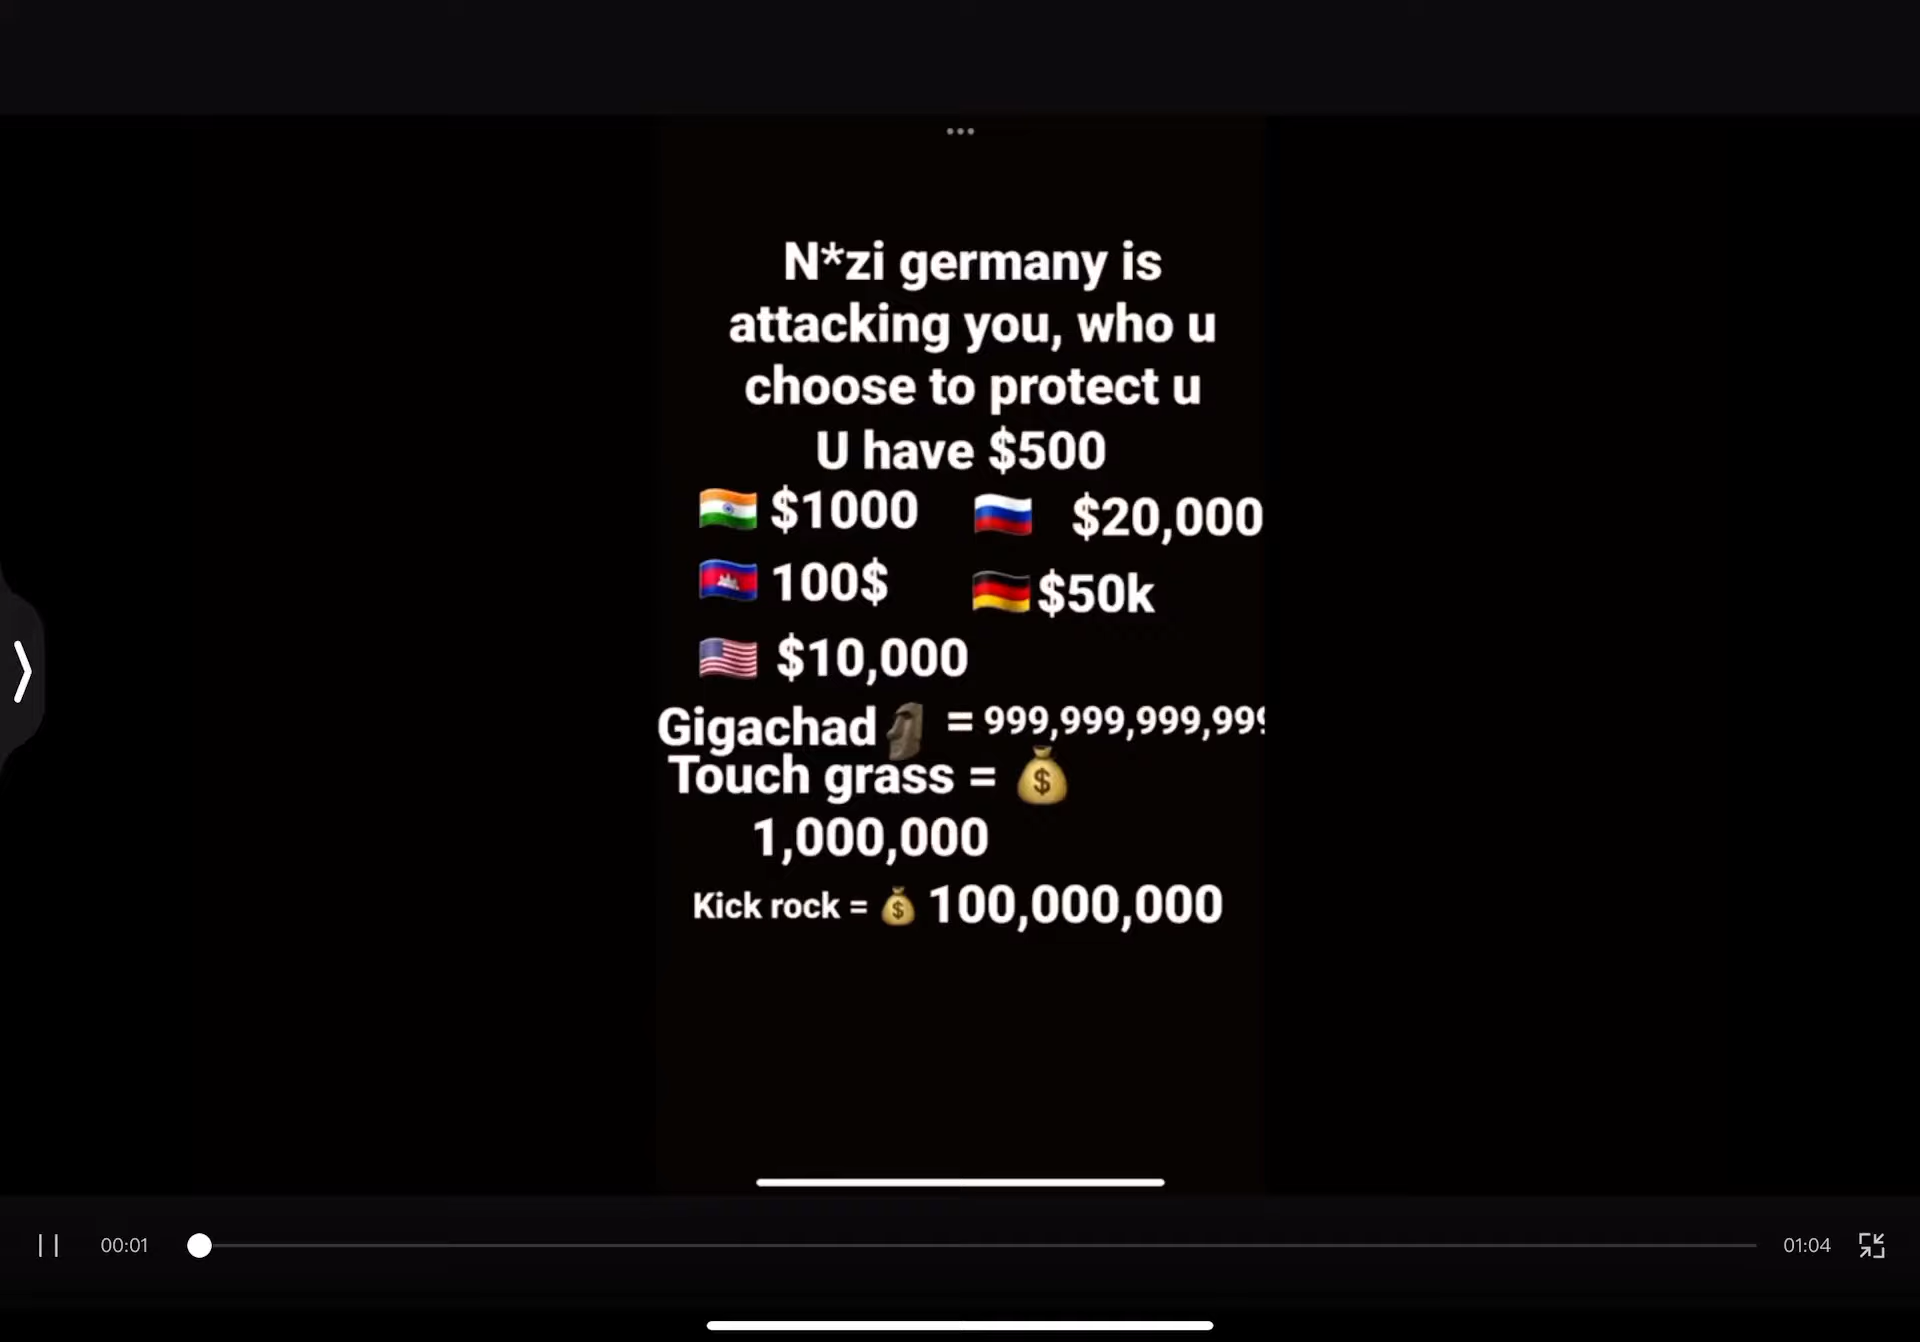 N*zi germany is
attacking you, who u
choose to protect u
U have $500
🇮🇳 $1000 🇷🇺 $20,000
🇰🇭 100$ 🇩🇪 $50k
🇺🇸 $10,000
Gigachad🗿 = 999,999,999,999
Touch grass = 💰
1,000,000
Kick rock = 💰 100,000,000
00:01
01:04